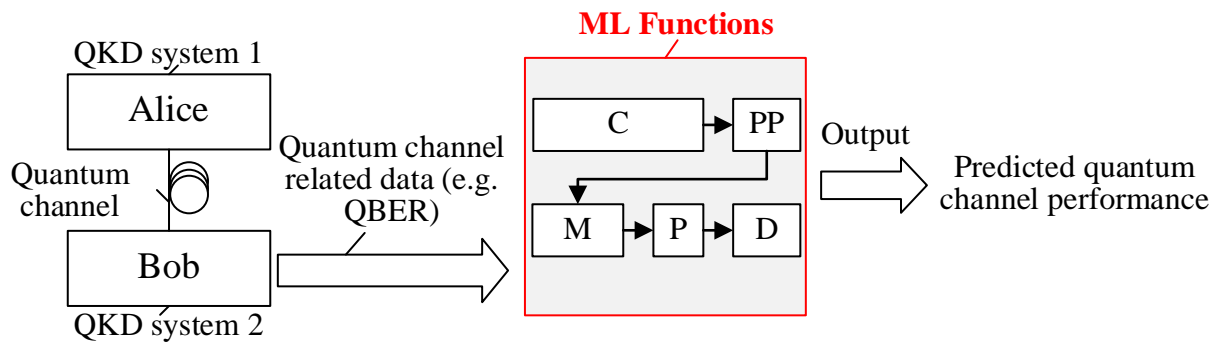 ML Functions
QKD system 1
Alice
Quantum
channel
Bob
QKD system 2
Quantum channel
related data (e.g.
QBER)
C
PP
M
P
D
Output
Predicted quantum
channel performance